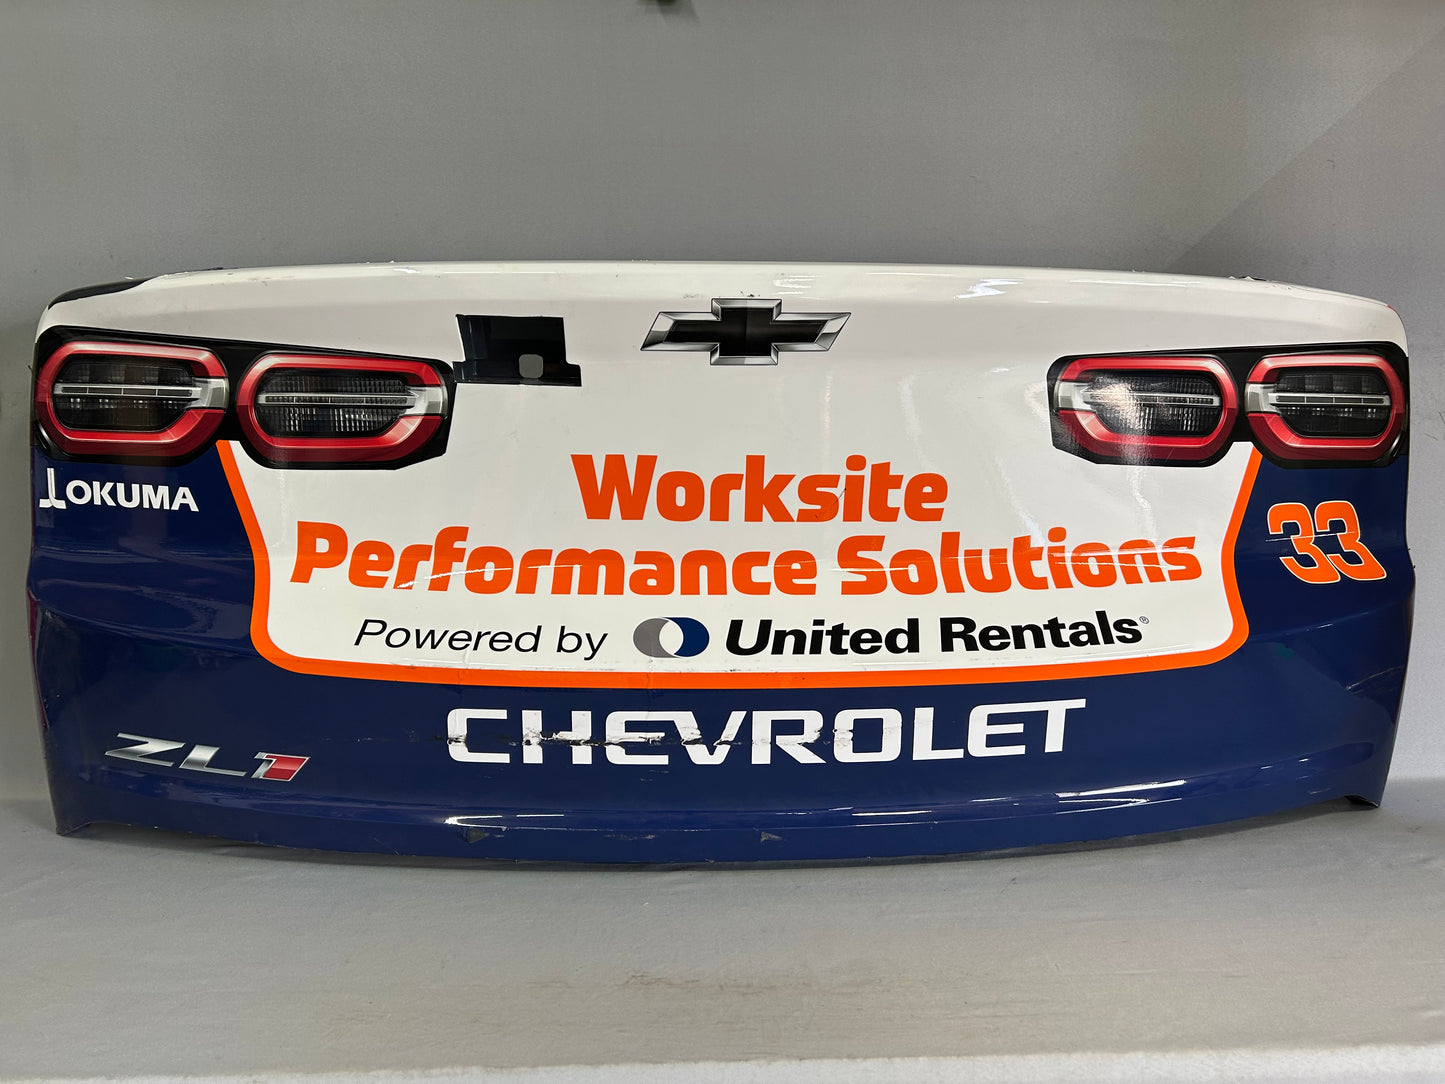 OKUMA
Worksite
Performance Solutions
Powered by United Rentals®
33
CHEVROLET
ZL1